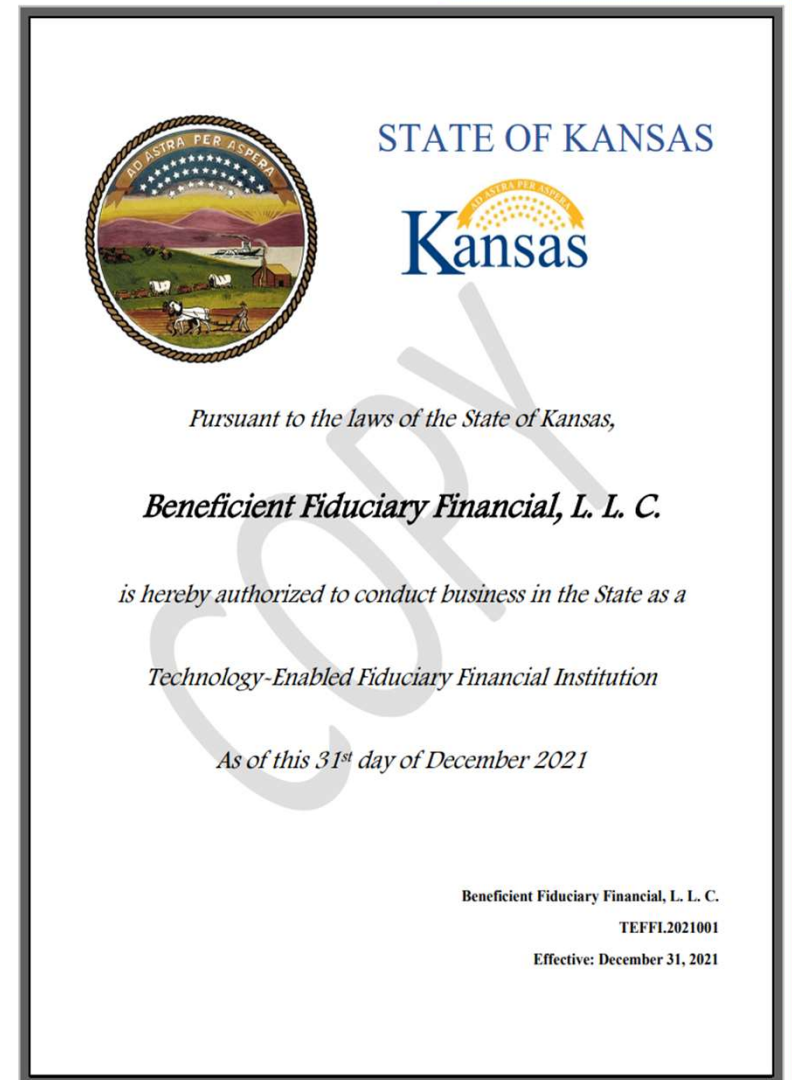 AD ASTRA PER ASPERA
STATE OF KANSAS
AD ASTRA PER ASPERA
Kansas
COPY
Pursuant to the laws of the State of Kansas,
Beneficient Fiduciary Financial, L. L. C.
is hereby authorized to conduct business in the State as a
Technology-Enabled Fiduciary Financial Institution
As of this 31st day of December 2021
Beneficient Fiduciary Financial, L. L. C.
TEFFI.2021001
Effective: December 31, 2021